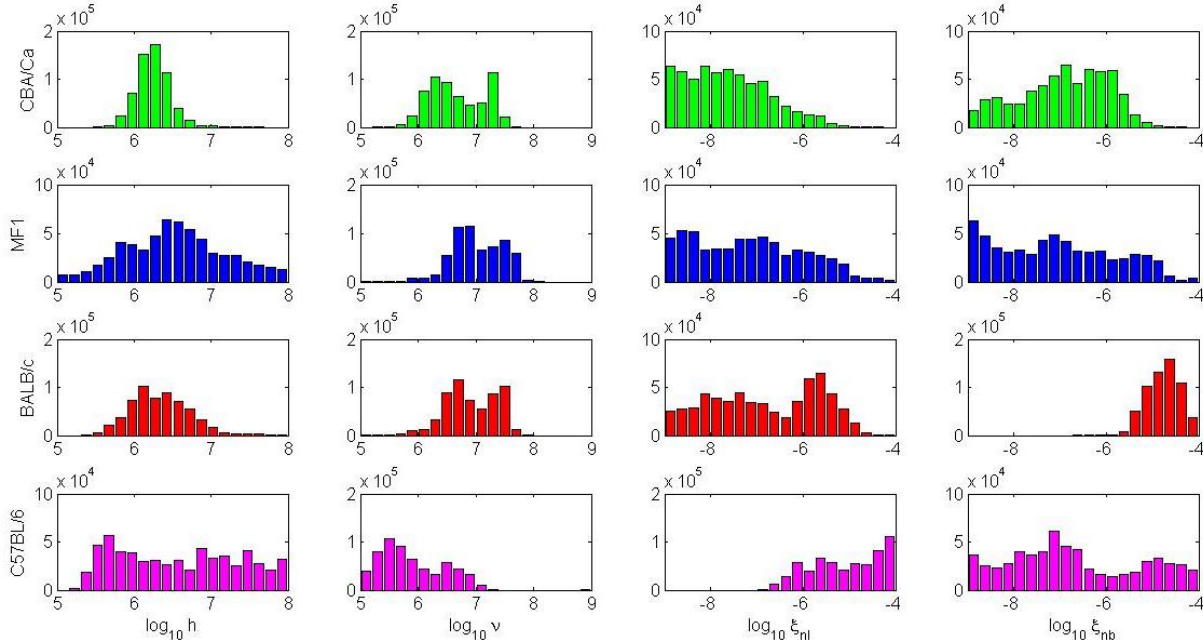 x 10^5 x 10^5 x 10^4 x 10^4
CBA/Ca
2 2 10 10
1 1 5 5
0 0 0 0
5 6 7 8 5 6 7 8 9 -8 -6 -4 -8 -6 -4
x 10^4 x 10^5 x 10^4 x 10^4
MF1
10 2 10 10
5 1 5 5
0 0 0 0
5 6 7 8 5 6 7 8 9 -8 -6 -4 -8 -6 -4
x 10^5 x 10^5 x 10^4 x 10^5
BALB/c
2 2 10 2
1 1 5 1
0 0 0 0
5 6 7 8 5 6 7 8 9 -8 -6 -4 -8 -6 -4
x 10^4 x 10^5 x 10^5 x 10^4
C57BL/6
10 2 2 10
5 1 1 5
0 0 0 0
5 6 7 8 5 6 7 8 9 -8 -6 -4 -8 -6 -4
log₁₀ h log₁₀ ν log₁₀ ξ_nl log₁₀ ξ_nb